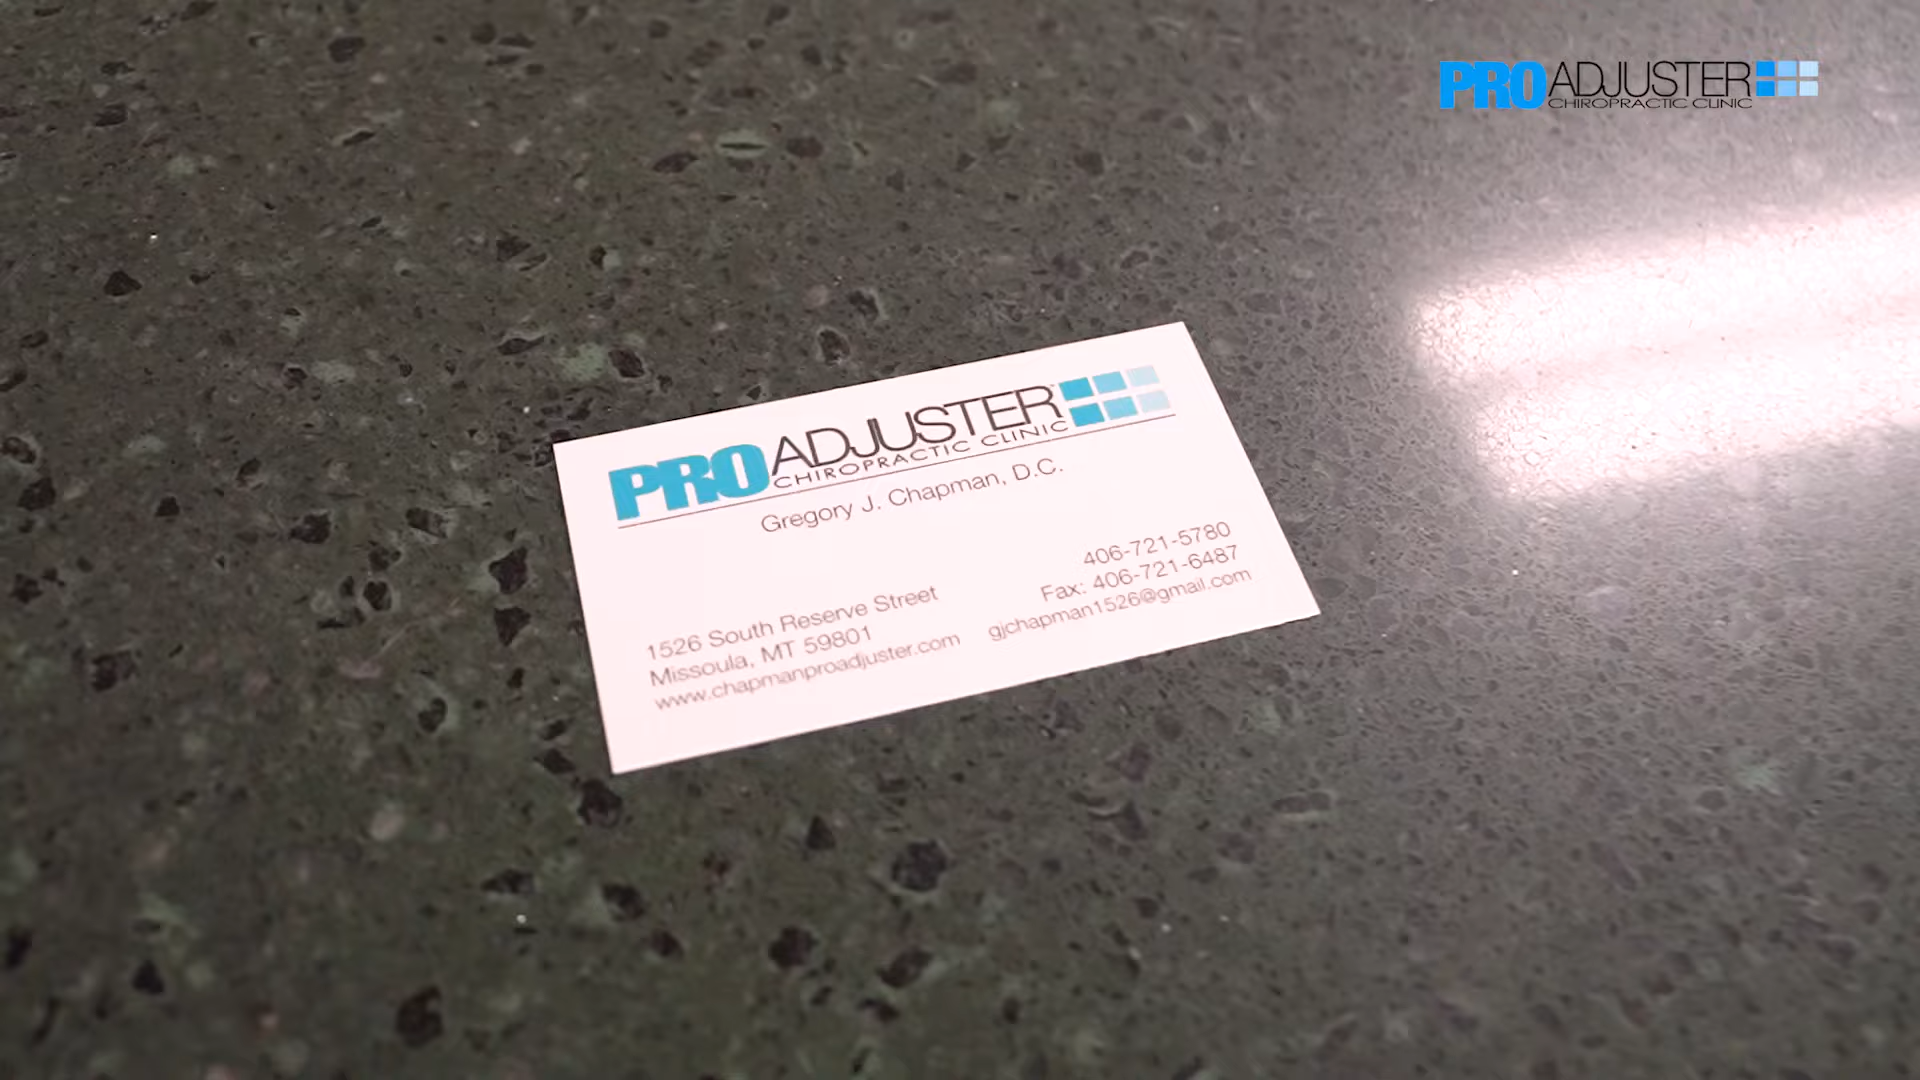 PROADJUSTER
CHIROPRACTIC CLINIC
PROADJUSTER
CHIROPRACTIC CLINIC
Gregory J. Chapman, D.C.
406-721-5780
Fax: 406-721-6487
gjchapman1526@gmail.com
1526 South Reserve Street
Missoula, MT 59801
www.chapmanproadjuster.com